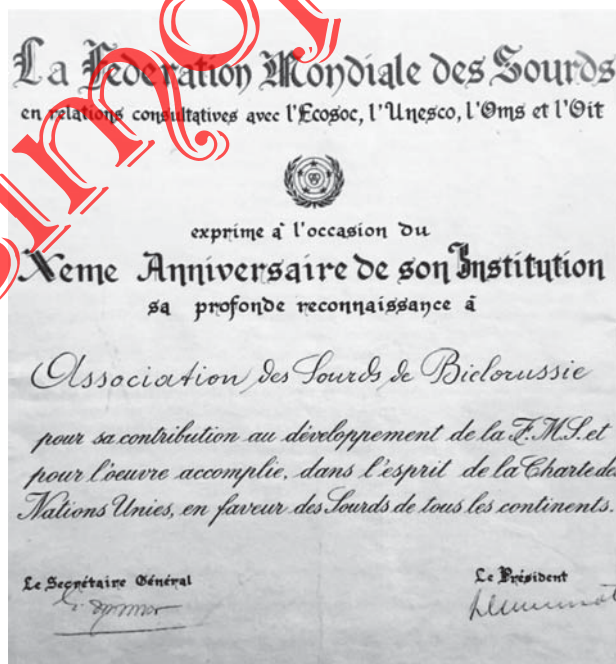 La Federation Mondiale des Sourds
en relations consultatives avec l'Ecosoc, l'Unesco, l'Oms et l'Oit
exprime à l'occasion du
Xeme Anniversaire de son Institution
sa profonde reconnaissance à
Association des Sourds de Bielorussie
pour sa contribution au développement de la F.M.S. et
pour l'oeuvre accomplie, dans l'esprit de la Charte des
Nations Unies, en faveur des Sourds de tous les continents.
Le Secrétaire Général
Le Président